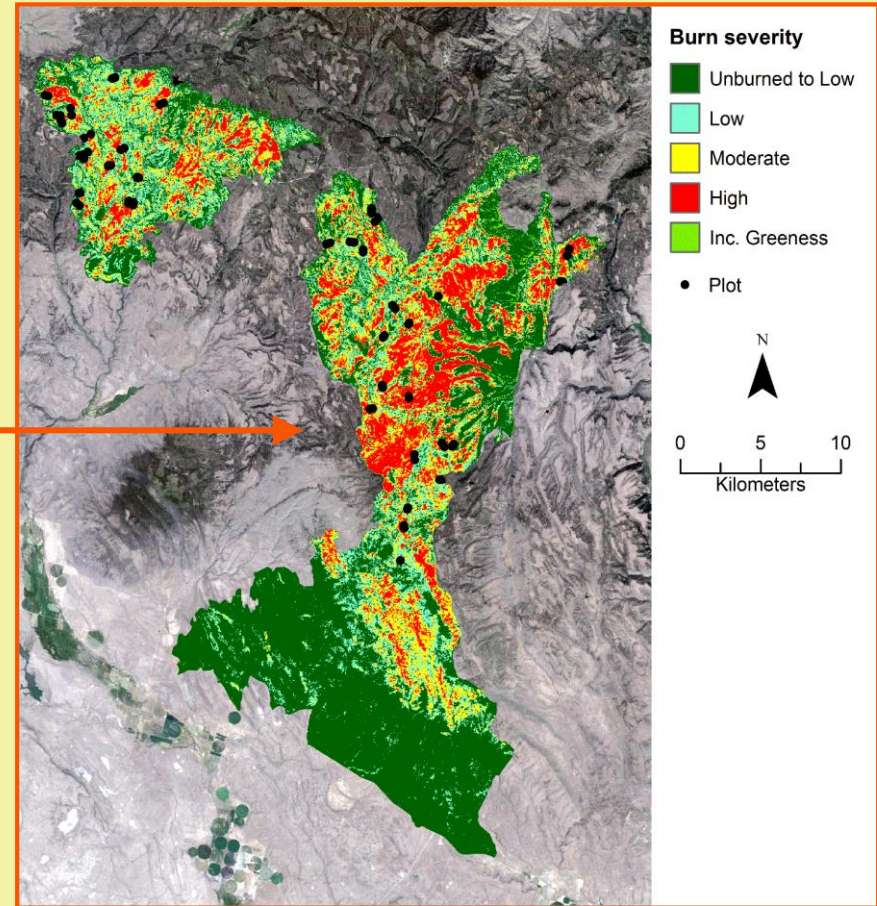 Burn severity
Unburned to Low
Low
Moderate
High
Inc. Greeness
Plot
N
0 5 10
Kilometers